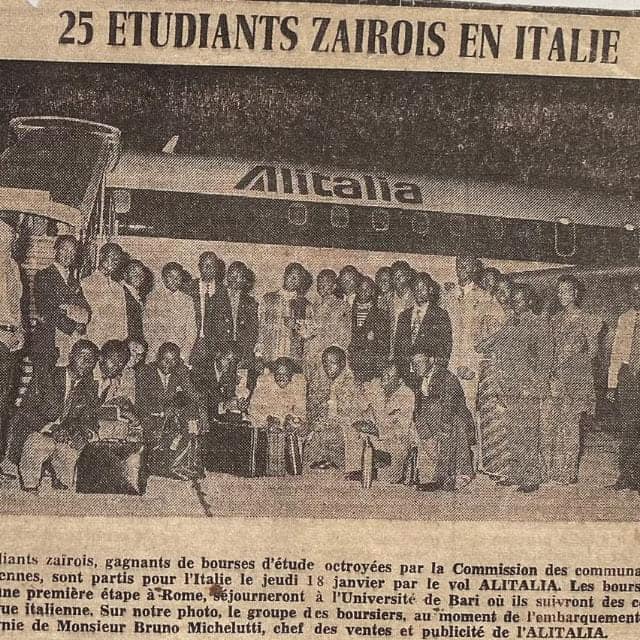 25 ETUDIANTS ZAIROIS EN ITALIE
Alitalia
diants zaïrois, gagnants de bourses d'étude octroyées par la Commission des communa
ennes, sont partis pour l'Italie le jeudi 18 janvier par le vol ALITALIA. Les bours
une première étape à Rome, séjourneront à l'Université de Bari où ils suivront des co
ue italienne. Sur notre photo, le groupe des boursiers, au moment de l'embarquement
nie de Monsieur Bruno Michelutti, chef des ventes et publicité de l'ALITALIA.